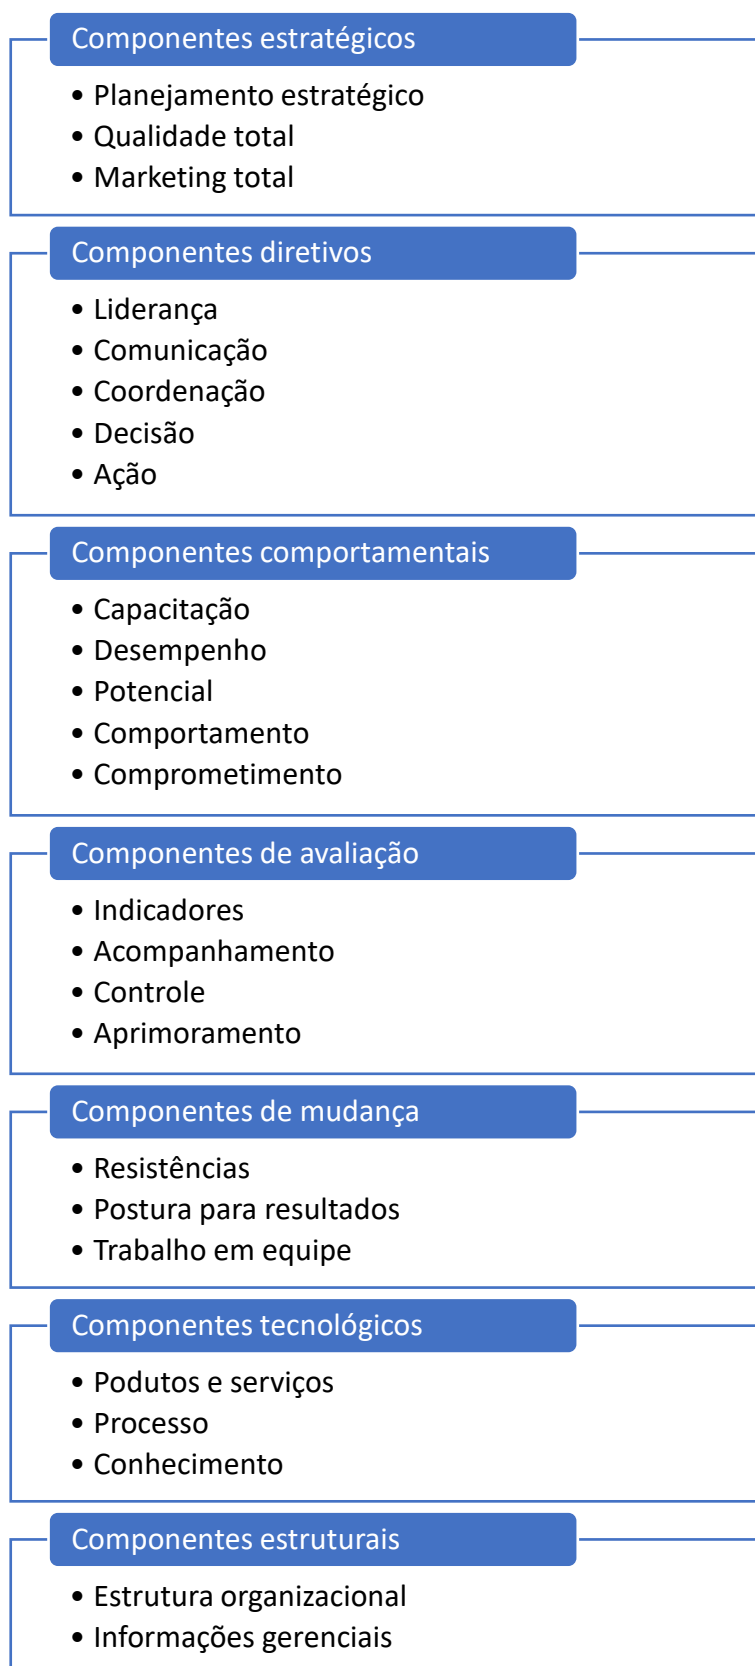 Componentes estratégicos
• Planejamento estratégico
• Qualidade total
• Marketing total
Componentes diretivos
• Liderança
• Comunicação
• Coordenação
• Decisão
• Ação
Componentes comportamentais
• Capacitação
• Desempenho
• Potencial
• Comportamento
• Comprometimento
Componentes de avaliação
• Indicadores
• Acompanhamento
• Controle
• Aprimoramento
Componentes de mudança
• Resistências
• Postura para resultados
• Trabalho em equipe
Componentes tecnológicos
• Podutos e serviços
• Processo
• Conhecimento
Componentes estruturais
• Estrutura organizacional
• Informações gerenciais